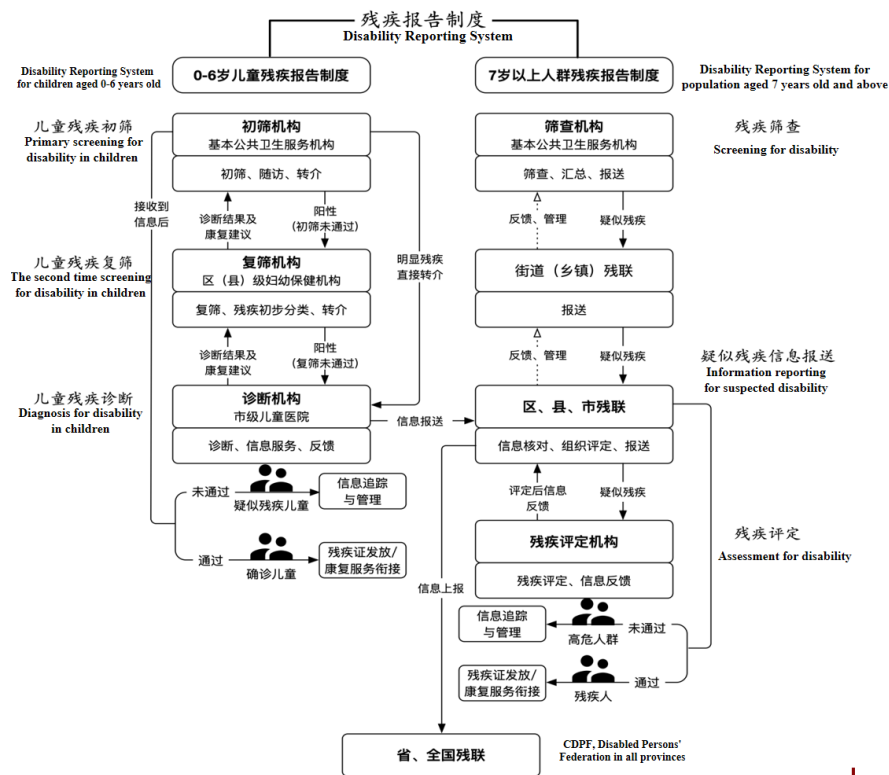 残疾报告制度
Disability Reporting System
Disability Reporting System
for children aged 0-6 years old
0-6岁儿童残疾报告制度
7岁以上人群残疾报告制度
Disability Reporting System for
population aged 7 years old and above
儿童残疾初筛
Primary screening for
disability in children
初筛机构
基本公共卫生服务机构
初筛、随访、转介
接收到
信息后
诊断结果及
康复建议
阳性
(初筛未通过)
明显残疾
直接转介
儿童残疾复筛
The second time screening
for disability in children
复筛机构
区（县）级妇幼保健机构
复筛、残疾初步分类、转介
诊断结果及
康复建议
阳性
(复筛未通过)
儿童残疾诊断
Diagnosis for disability
in children
诊断机构
市级儿童医院
诊断、信息服务、反馈
信息报送
未通过
疑似残疾儿童
信息追踪
与管理
通过
确诊儿童
残疾证发放/
康复服务衔接
筛查机构
基本公共卫生服务机构
筛查、汇总、报送
残疾筛查
Screening for disability
反馈、管理
疑似残疾
街道（乡镇）残联
报送
反馈、管理
疑似残疾
疑似残疾信息报送
Information reporting
for suspected disability
区、县、市残联
信息核对、组织评定、报送
评定后信息
反馈
疑似残疾
残疾评定机构
残疾评定、信息反馈
残疾评定
Assessment for disability
信息上报
信息追踪
与管理
高危人群
未通过
残疾证发放/
康复服务衔接
残疾人
通过
省、全国残联
CDPF, Disabled Persons'
Federation in all provinces